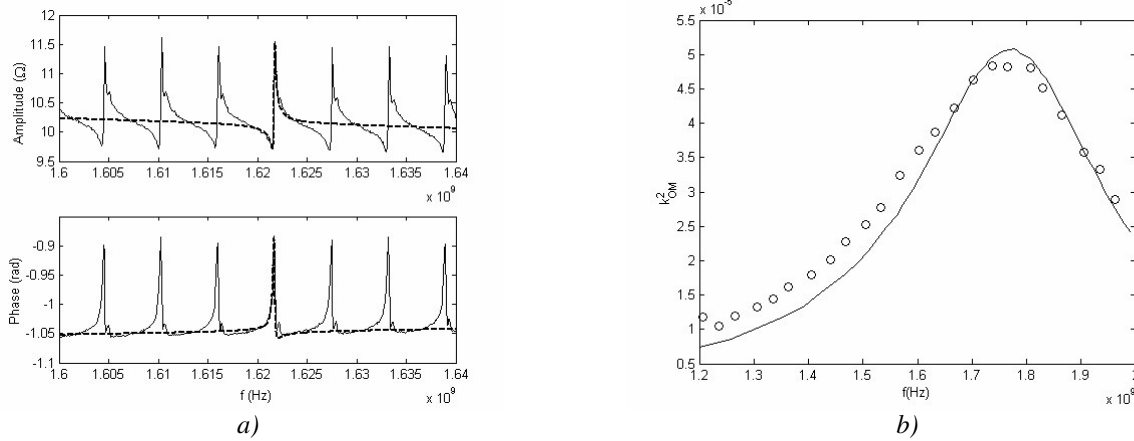 12
11.5
11
10.5
10
9.5
Amplitude (Ω)
1.6 1.605 1.61 1.615 1.62 1.625 1.63 1.635 1.64
x 10⁹
-0.9
-0.95
-1
-1.05
-1.1
Phase (rad)
1.6 1.605 1.61 1.615 1.62 1.625 1.63 1.635 1.64
f (Hz)
x 10⁹
a)
x 10⁻⁵
5.5
5
4.5
4
3.5
3
2.5
2
1.5
1
0.5
k²OM
1.2 1.3 1.4 1.5 1.6 1.7 1.8 1.9
f(Hz)
x 10⁹
b)